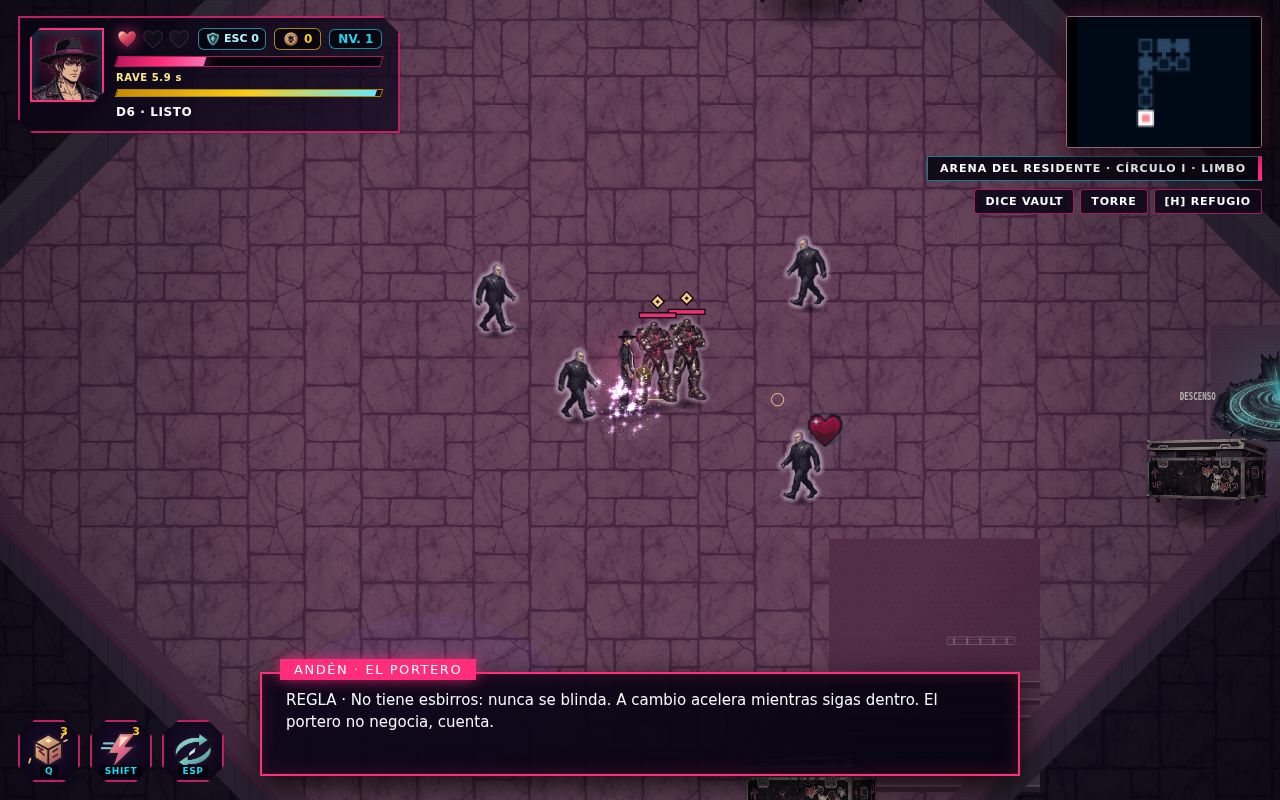 ESC 0
0
NV. 1
RAVE 5.9 s
D6 · LISTO
ARENA DEL RESIDENTE · CÍRCULO I · LIMBO
DICE VAULT
TORRE
[H] REFUGIO
DESCENSO
ANDÉN · EL PORTERO
REGLA · No tiene esbirros: nunca se blinda. A cambio acelera mientras sigas dentro. El
portero no negocia, cuenta.
3
Q
3
SHIFT
ESP